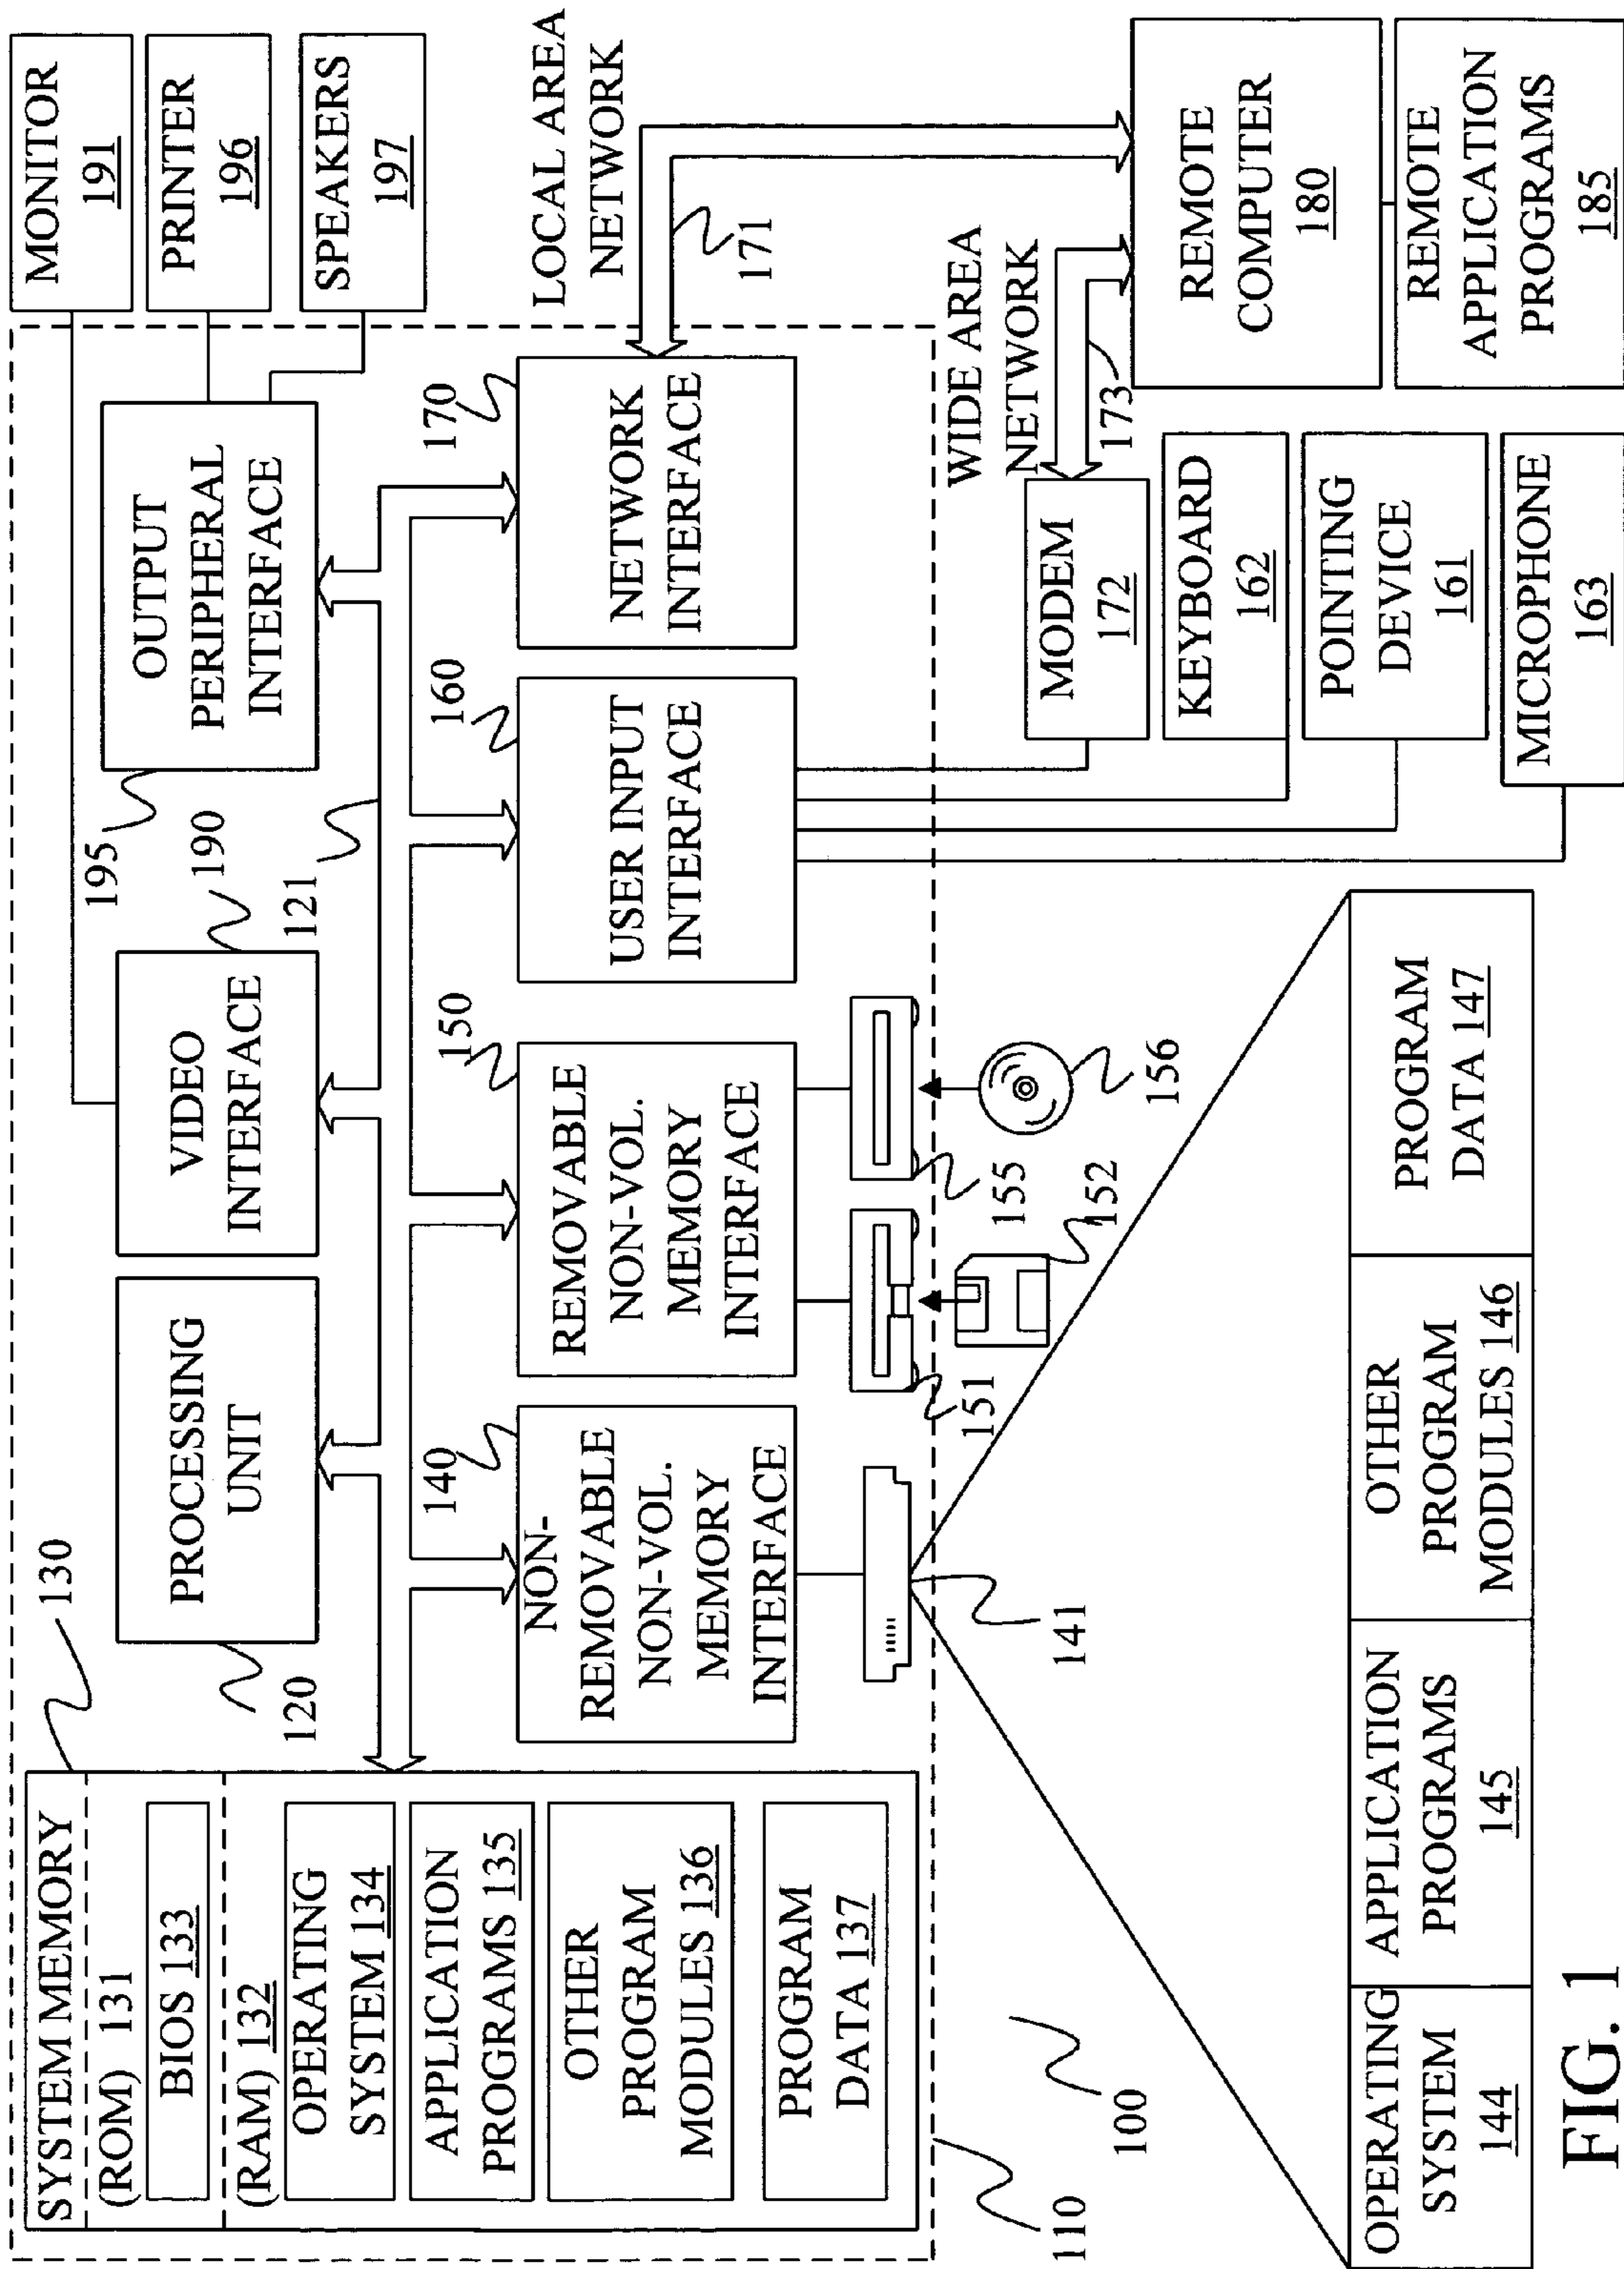 SYSTEM MEMORY
(ROM) 131
BIOS 133
(RAM) 132
OPERATING
SYSTEM 134
APPLICATION
PROGRAMS 135
OTHER
PROGRAM
MODULES 136
PROGRAM
DATA 137
130
120
PROCESSING
UNIT
VIDEO
INTERFACE
190
121
195
OUTPUT
PERIPHERAL
INTERFACE
MONITOR
191
PRINTER
196
SPEAKERS
197
140
NON-
REMOVABLE
NON-VOL.
MEMORY
INTERFACE
150
REMOVABLE
NON-VOL.
MEMORY
INTERFACE
160
USER INPUT
INTERFACE
170
NETWORK
INTERFACE
LOCAL AREA
NETWORK
171
WIDE AREA
NETWORK
173
141
151
152
155
156
MODEM
172
KEYBOARD
162
POINTING
DEVICE
161
MICROPHONE
163
REMOTE
COMPUTER
180
REMOTE
APPLICATION
PROGRAMS
185
110
100
OPERATING
SYSTEM
144
APPLICATION
PROGRAMS
145
OTHER
PROGRAM
MODULES 146
PROGRAM
DATA 147
FIG. 1